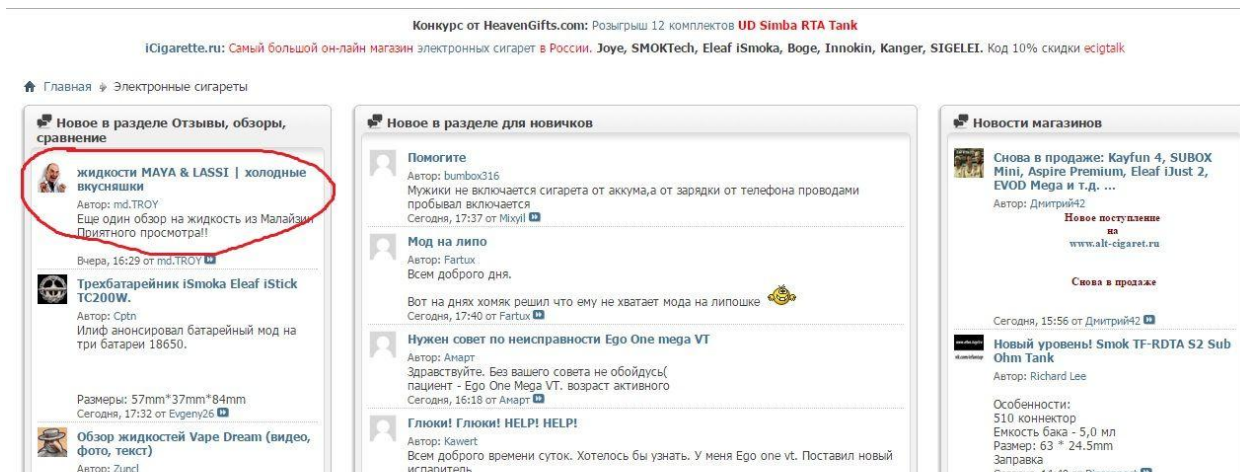 Конкурс от HeavenGifts.com: Розыгрыш 12 комплектов UD Simba RTA Tank
iCigarette.ru: Самый большой он-лайн магазин электронных сигарет в России. Joye, SMOKTech, Eleaf iSmoka, Boge, Innokin, Kanger, SIGELEI. Код 10% скидки ecigtalk
Главная Электронные сигареты
Новое в разделе Отзывы, обзоры,
сравнение
жидкости MAYA & LASSI | холодные
вкусняшки
Автор: md.TROY
Еще один обзор на жидкость из Малайзии
Приятного просмотра!!
Вчера, 16:29 от md.TROY
Трехбатарейник iSmoka Eleaf iStick
TC200W.
Автор: Cptn
Илиф анонсировал батарейный мод на
три батареи 18650.
Размеры: 57mm*37mm*84mm
Сегодня, 17:32 от Evgeny26
Обзор жидкостей Vape Dream (видео,
фото, текст)
Автор: Zuncl
Новое в разделе для новичков
Помогите
Автор: bumbox316
Мужики не включается сигарета от аккума,а от зарядки от телефона проводами
пробывал включается
Сегодня, 17:37 от Mixyil
Мод на липо
Автор: Fartux
Всем доброго дня.
Вот на днях хомяк решил что ему не хватает мода на липошке
Сегодня, 17:40 от Fartux
Нужен совет по неисправности Ego One mega VT
Автор: Амарт
Здравствуйте. Без вашего совета не обойдусь(
пациент - Ego One Mega VT. возраст активного
Сегодня, 16:18 от Амарт
Глюки! Глюки! HELP! HELP!
Автор: Kawert
Всем доброго времени суток. Хотелось бы узнать. У меня Ego one vt. Поставил новый
испаритель
Новости магазинов
Снова в продаже: Kayfun 4, SUBOX
Mini, Aspire Premium, Eleaf iJust 2,
EVOD Mega и т.д. ...
Автор: Дмитрий42
Новое поступление
на
www.alt-cigaret.ru
Снова в продаже
Сегодня, 15:56 от Дмитрий42
Новый уровень! Smok TF-RDTA S2 Sub
Ohm Tank
Автор: Richard Lee
Особенности:
510 коннектор
Емкость бака - 5,0 мл
Размер: 63 * 24.5mm
Заправка